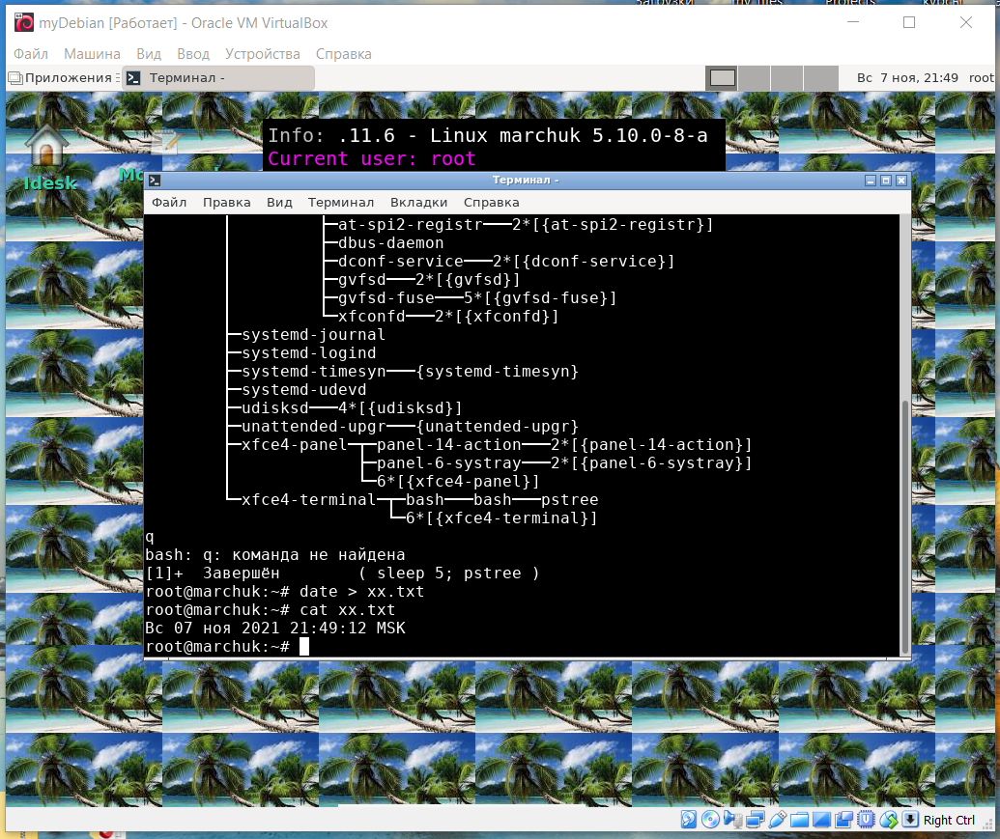 myDebian [Работает] - Oracle VM VirtualBox
Файл Машина Вид Ввод Устройства Справка
Приложения Терминал - Вс 7 ноя, 21:49 root
Info: .11.6 - Linux marchuk 5.10.0-8-a
Current user: root
Idesk
Терминал -
Файл Правка Вид Терминал Вкладки Справка
├─at-spi2-registr───2*[{at-spi2-registr}]
├─dbus-daemon
├─dconf-service───2*[{dconf-service}]
├─gvfsd───2*[{gvfsd}]
├─gvfsd-fuse───5*[{gvfsd-fuse}]
└─xfconfd───2*[{xfconfd}]
├─systemd-journal
├─systemd-logind
├─systemd-timesyn───{systemd-timesyn}
├─systemd-udevd
├─udisksd───4*[{udisksd}]
├─unattended-upgr───{unattended-upgr}
├─xfce4-panel─┬─panel-14-action───2*[{panel-14-action}]
├─panel-6-systray───2*[{panel-6-systray}]
└─6*[{xfce4-panel}]
└─xfce4-terminal─┬─bash───bash───pstree
└─6*[{xfce4-terminal}]
q
bash: q: команда не найдена
[1]+ Завершён ( sleep 5; pstree )
root@marchuk:~# date > xx.txt
root@marchuk:~# cat xx.txt
Вс 07 ноя 2021 21:49:12 MSK
root@marchuk:~#
Right Ctrl